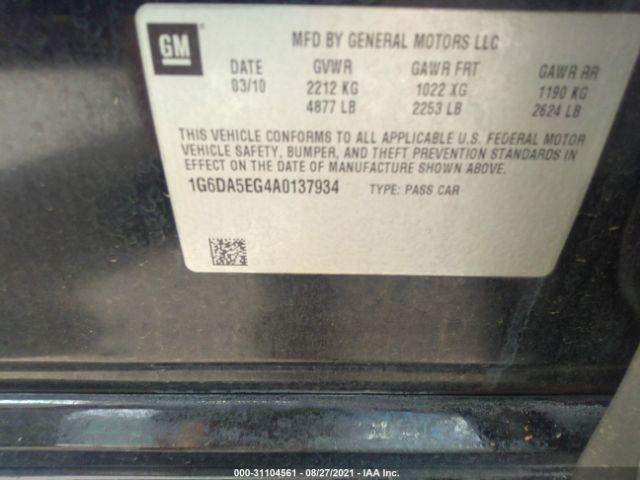 GM
MFD BY GENERAL MOTORS LLC
DATE GVWR GAWR FRT GAWR RR
03/10 2212 KG 1022 KG 1190 KG
4877 LB 2253 LB 2624 LB
THIS VEHICLE CONFORMS TO ALL APPLICABLE U.S. FEDERAL MOTOR
VEHICLE SAFETY, BUMPER, AND THEFT PREVENTION STANDARDS IN
EFFECT ON THE DATE OF MANUFACTURE SHOWN ABOVE.
1G6DA5EG4A0137934 TYPE: PASS CAR
000-31104561 - 08/27/2021 - IAA Inc.